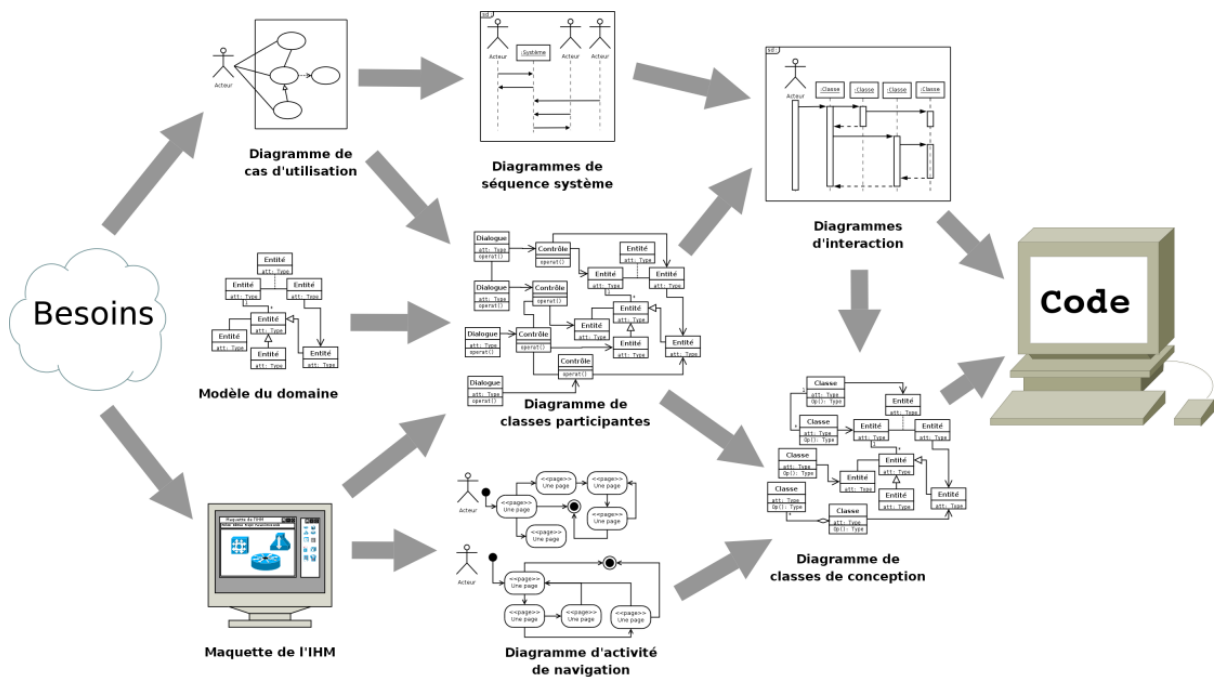 Besoins
Acteur
Diagramme de
cas d'utilisation
sd:
Acteur
:Système
Acteur
Acteur
Diagrammes de
séquence système
sd:
Acteur
:Classe
:Classe
:Classe
:Classe
Diagrammes
d'interaction
Entité
att: Type
Entité
att: Type
Entité
att: Type
1
*
Entité
att: Type
Entité
att: Type
Entité
att: Type
Entité
att: Type
Modèle du domaine
Dialogue
att: Type
operat()
Contrôle
operat()
Dialogue
att: Type
operat()
Contrôle
operat()
Dialogue
att: Type
operat()
Contrôle
operat()
Dialogue
att: Type
operat()
Contrôle
operat()
Entité
att: Type
Entité
att: Type
Entité
att: Type
1
*
Entité
att: Type
Entité
att: Type
Entité
att: Type
Entité
att: Type
Diagramme de
classes participantes
Code
Maquette de l'IHM
Maquette de l'IHM
Acteur
<<page>>
Une page
<<page>>
Une page
<<page>>
Une page
<<page>>
Une page
<<page>>
Une page
Acteur
<<page>>
Une page
<<page>>
Une page
<<page>>
Une page
<<page>>
Une page
Diagramme d'activité
de navigation
1
Classe
att: Type
Op(): Type
*
Classe
att: Type
Op(): Type
Classe
att: Type
Op(): Type
Classe
att: Type
Op(): Type
*
Classe
att: Type
Op(): Type
Entité
att: Type
Entité
att: Type
Entité
att: Type
1
*
Entité
att: Type
Entité
att: Type
Entité
att: Type
Entité
att: Type
Diagramme de
classes de conception